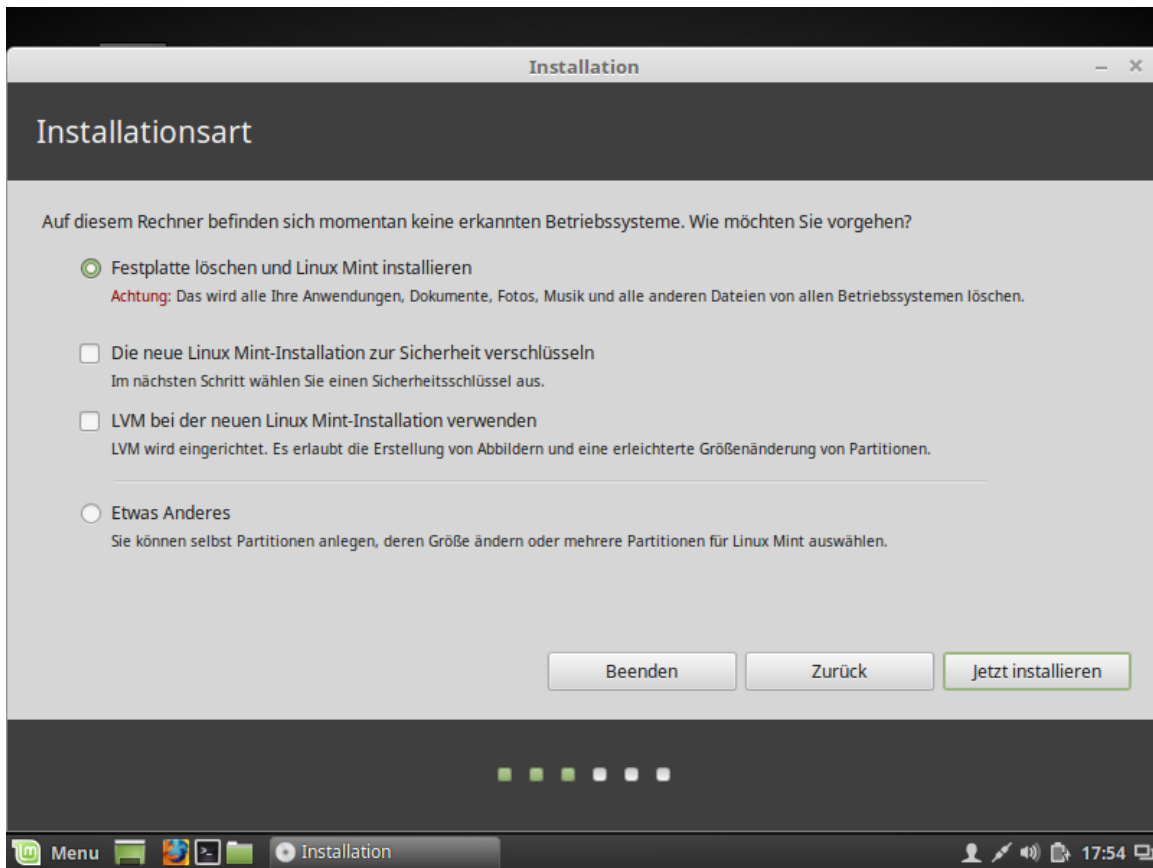 Installation
Installationsart
Auf diesem Rechner befinden sich momentan keine erkannten Betriebssysteme. Wie möchten Sie vorgehen?
Festplatte löschen und Linux Mint installieren
Achtung: Das wird alle Ihre Anwendungen, Dokumente, Fotos, Musik und alle anderen Dateien von allen Betriebssystemen löschen.
Die neue Linux Mint-Installation zur Sicherheit verschlüsseln
Im nächsten Schritt wählen Sie einen Sicherheitsschlüssel aus.
LVM bei der neuen Linux Mint-Installation verwenden
LVM wird eingerichtet. Es erlaubt die Erstellung von Abbildern und eine erleichterte Größenänderung von Partitionen.
Etwas Anderes
Sie können selbst Partitionen anlegen, deren Größe ändern oder mehrere Partitionen für Linux Mint auswählen.
Beenden Zurück Jetzt installieren
Menu Installation 17:54